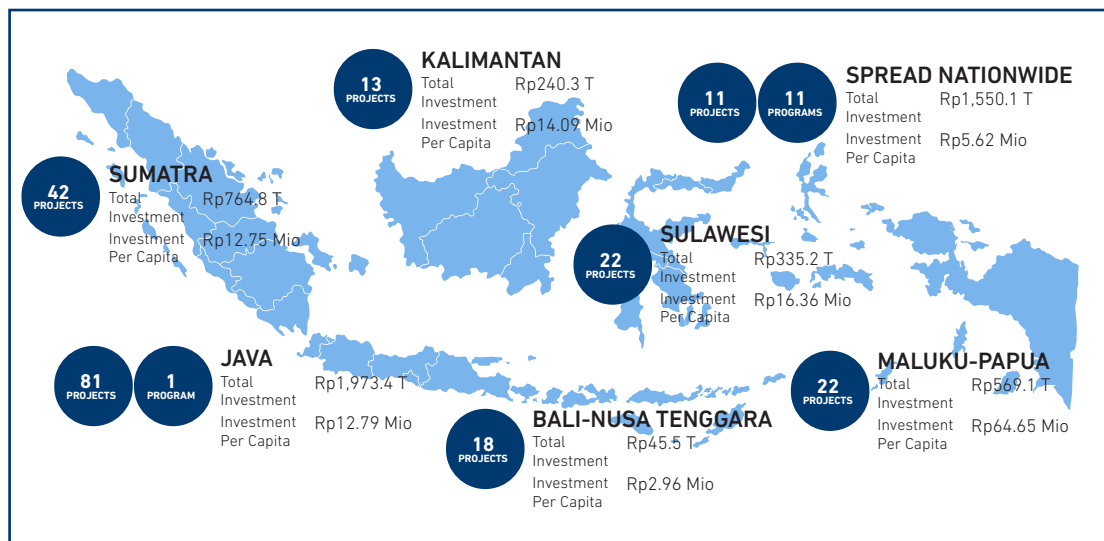 KALIMANTAN
13
PROJECTS
Total
Investment
Rp240.3 T
Investment
Per Capita
Rp14.09 Mio
SPREAD NATIONWIDE
11
PROJECTS
11
PROGRAMS
Total
Investment
Rp1,550.1 T
Investment
Per Capita
Rp5.62 Mio
SUMATRA
42
PROJECTS
Total
Investment
Rp764.8 T
Investment
Per Capita
Rp12.75 Mio
SULAWESI
22
PROJECTS
Total
Investment
Rp335.2 T
Investment
Per Capita
Rp16.36 Mio
JAVA
81
PROJECTS
1
PROGRAM
Total
Investment
Rp1,973.4 T
Investment
Per Capita
Rp12.79 Mio
MALUKU-PAPUA
22
PROJECTS
Total
Investment
Rp569.1 T
Investment
Per Capita
Rp64.65 Mio
BALI-NUSA TENGGARA
18
PROJECTS
Total
Investment
Rp45.5 T
Investment
Per Capita
Rp2.96 Mio